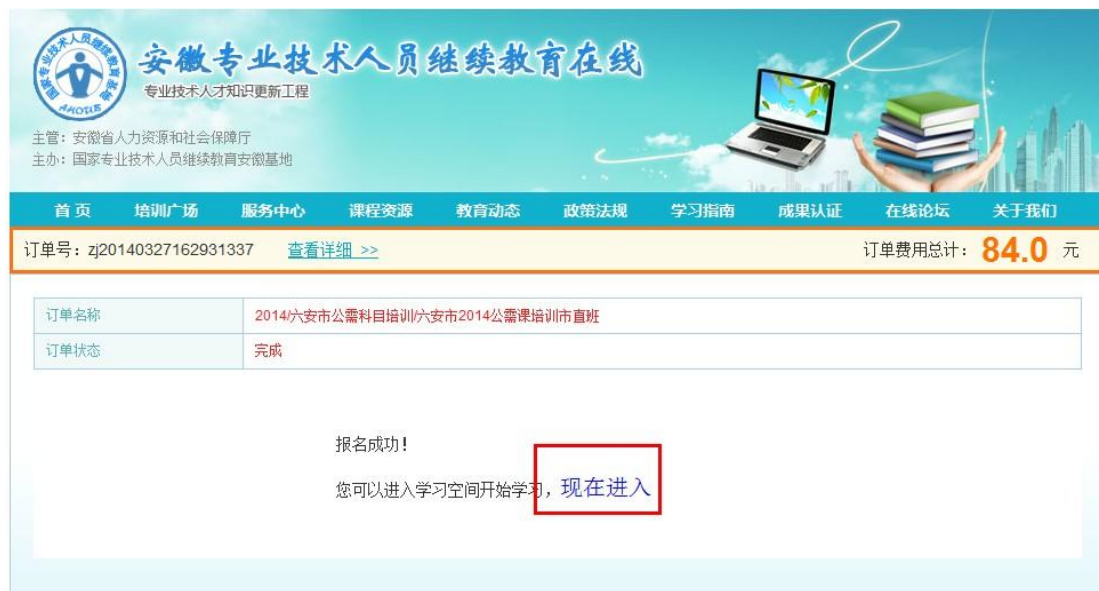 安徽专业技术人员继续教育在线
专业技术人才知识更新工程
AHOTUE
主管：安徽省人力资源和社会保障厅
主办：国家专业技术人员继续教育安徽基地
首 页 培训广场 服务中心 课程资源 教育动态 政策法规 学习指南 成果认证 在线论坛 关于我们
订单号：zj20140327162931337 查看详细 >> 订单费用总计：84.0 元
订单名称 2014/六安市公需科目培训/六安市2014公需课培训市直班
订单状态 完成
报名成功！
您可以进入学习空间开始学习，现在进入